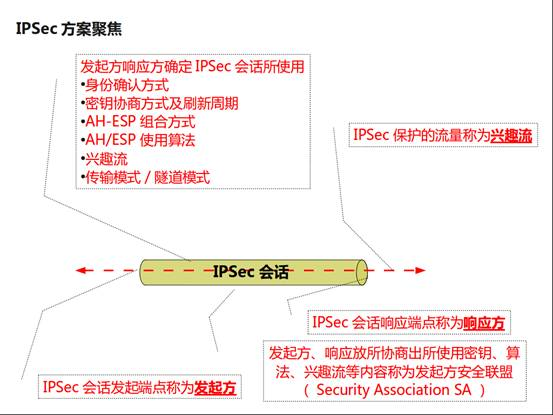 IPSec 方案聚焦
发起方响应方确定 IPSec 会话所使用
•身份确认方式
•密钥协商方式及刷新周期
•AH-ESP 组合方式
•AH/ESP 使用算法
•兴趣流
•传输模式 / 隧道模式
IPSec 保护的流量称为兴趣流
IPSec 会话
IPSec 会话响应端点称为响应方
发起方、响应放所协商出所使用密钥、算
法、兴趣流等内容称为发起方安全联盟
（ Security Association SA ）
IPSec 会话发起端点称为发起方